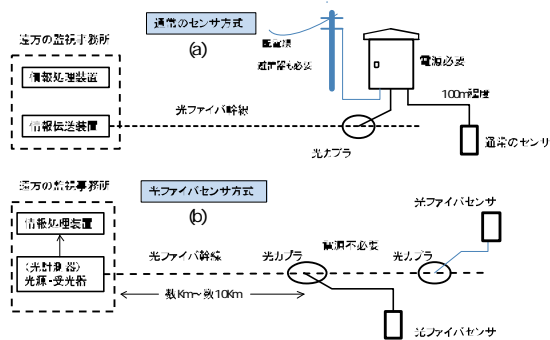 通常のセンサ方式
(a)
遠方の監視事務所
情報処理装置
情報伝送装置
光ファイバ幹線
配電線
避雷器も必要
電源必要
100m程度
光カプラ
通常のセンサ
遠方の監視事務所
光ファイバセンサ方式
(b)
情報処理装置
(光計測器)
光源・受光器
光ファイバ幹線
数Km～数10Km
光カプラ
電源不必要
光カプラ
光ファイバセンサ
光ファイバセンサ